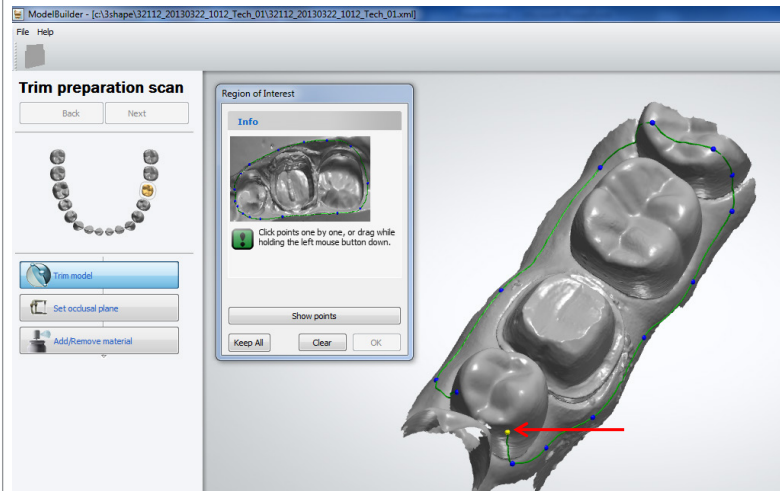 ModelBuilder - [c:\3shape\32112_20130322_1012_Tech_01\32112_20130322_1012_Tech_01.xml]
File Help
Trim preparation scan
Back Next
Trim model
Set occlusal plane
Add/Remove material
Region of Interest
Info
Click points one by one, or drag while
holding the left mouse button down.
Show points
Keep All Clear OK